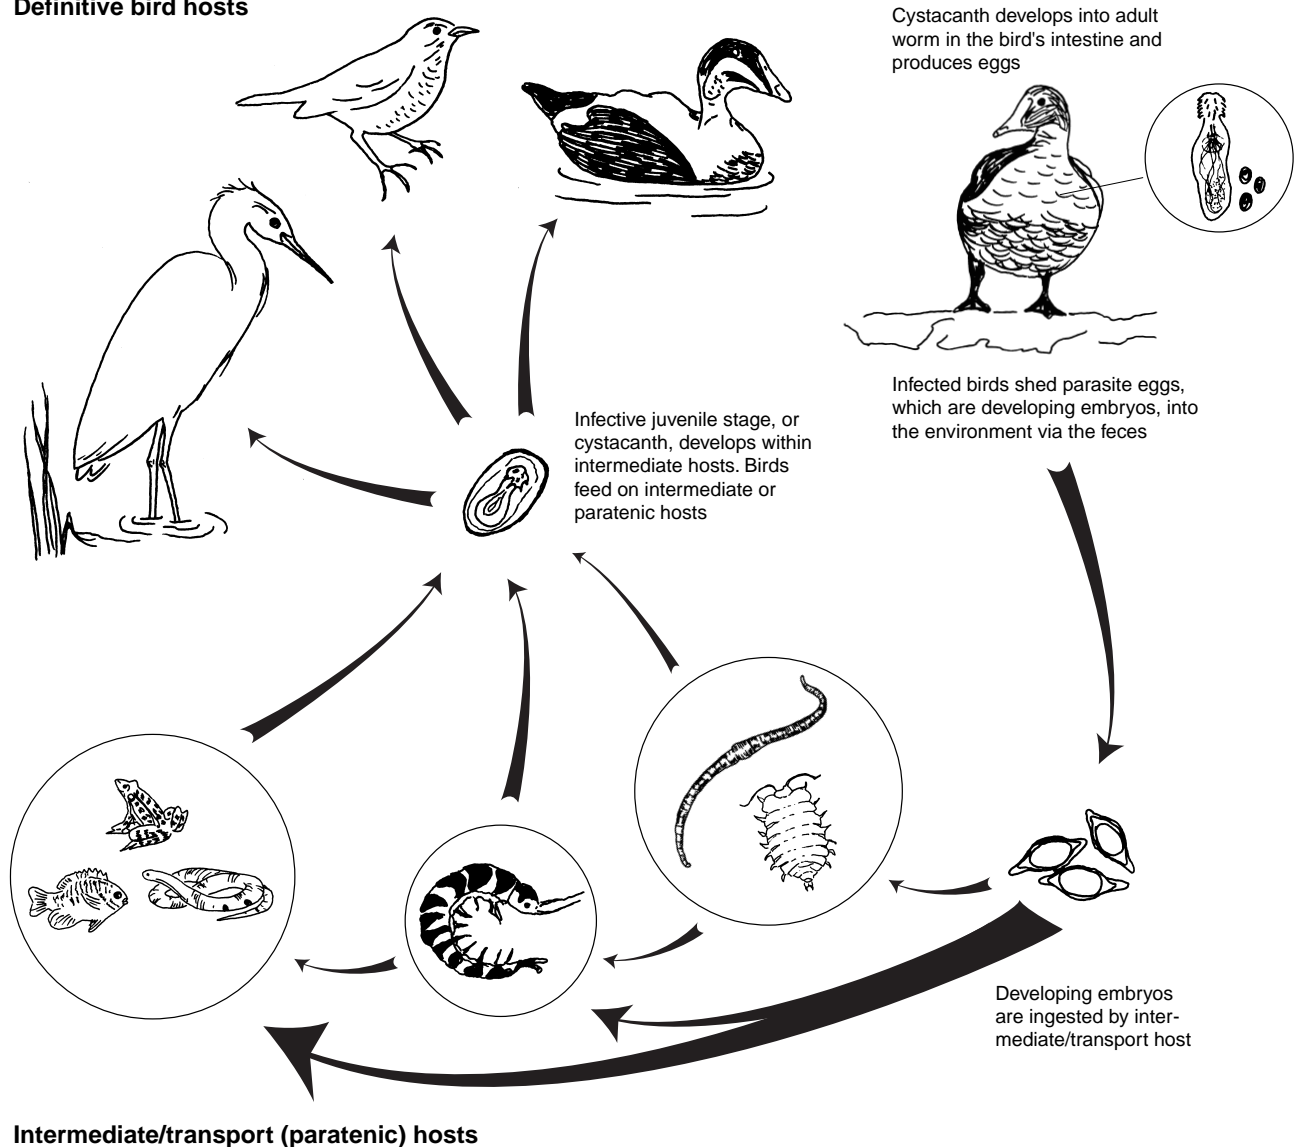 Definitive bird hosts
Cystacanth develops into adult
worm in the bird's intestine and
produces eggs
Infected birds shed parasite eggs,
which are developing embryos, into
the environment via the feces
Infective juvenile stage, or
cystacanth, develops within
intermediate hosts. Birds
feed on intermediate or
paratenic hosts
Developing embryos
are ingested by inter-
mediate/transport host
Intermediate/transport (paratenic) hosts